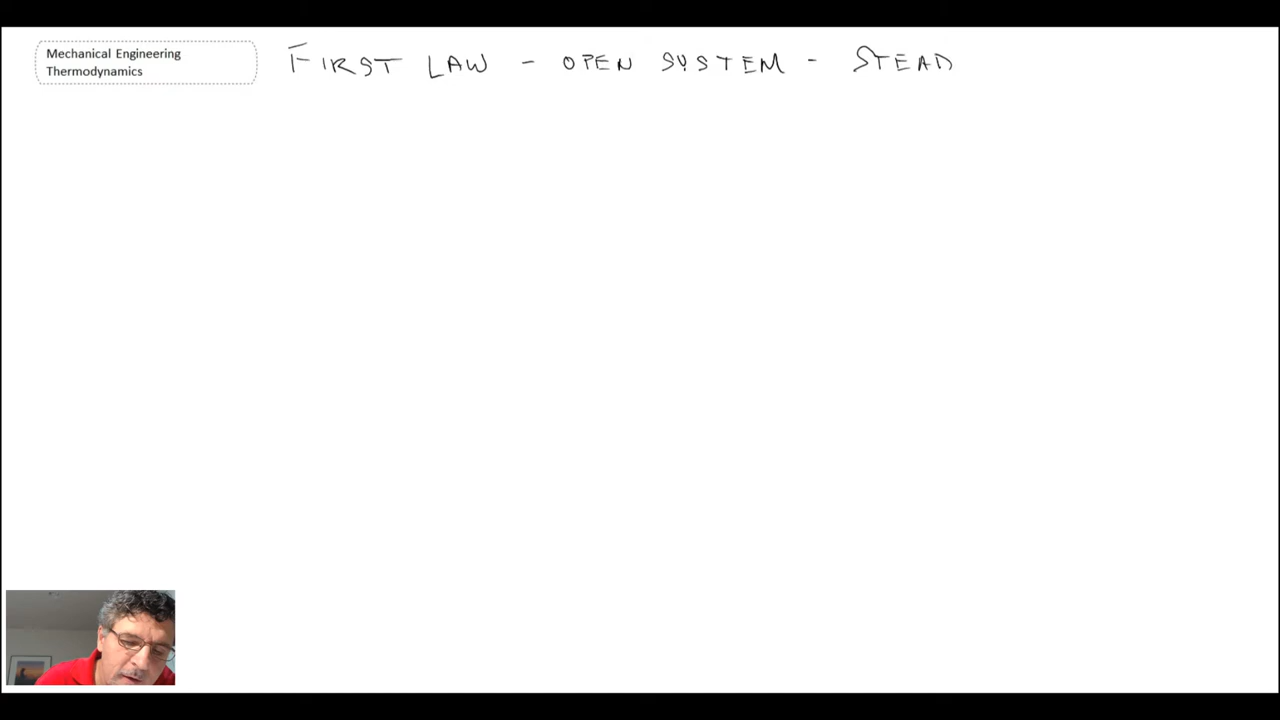 Mechanical Engineering
Thermodynamics
FIRST LAW - OPEN SYSTEM - STEAD